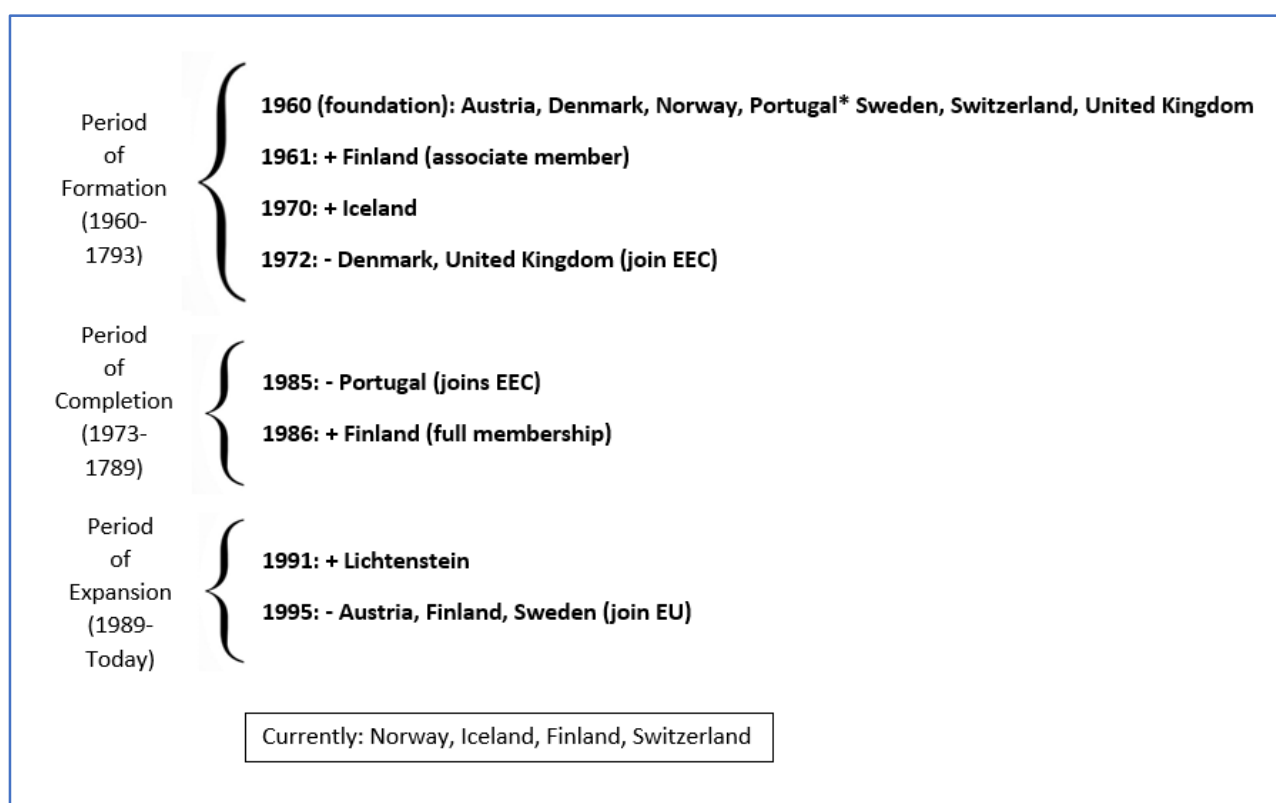 Period
of
Formation
(1960-
1793)
1960 (foundation): Austria, Denmark, Norway, Portugal* Sweden, Switzerland, United Kingdom
1961: + Finland (associate member)
1970: + Iceland
1972: - Denmark, United Kingdom (join EEC)
Period
of
Completion
(1973-
1789)
1985: - Portugal (joins EEC)
1986: + Finland (full membership)
Period
of
Expansion
(1989-
Today)
1991: + Lichtenstein
1995: - Austria, Finland, Sweden (join EU)
Currently: Norway, Iceland, Finland, Switzerland